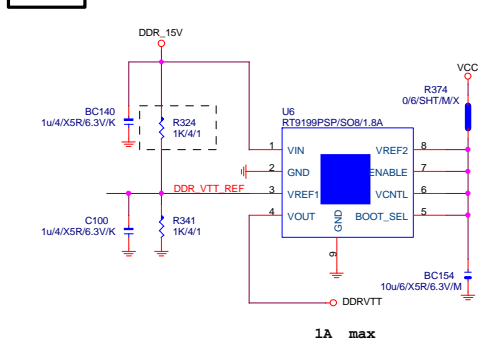 DDR_15V
VCC
R374
0/6/SHT/M/X
BC140
1u/4/X5R/6.3V/K
R324
1K/4/1
U6
RT9199PSP/SO8/1.8A
1 VIN VREF2 8
2 GND ENABLE 7
DDR_VTT_REF 3 VREF1 VCNTL 6
4 VOUT BOOT_SEL 5
GND
9
C100
1u/4/X5R/6.3V/K
R341
1K/4/1
BC154
10u/6/X5R/6.3V/M
DDRVTT
1A max